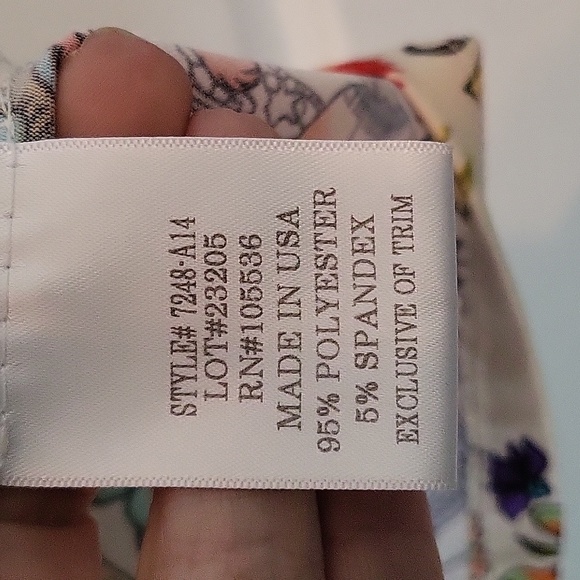 STYLE# 7248-A14
LOT#23205
RN#105536
MADE IN USA
95% POLYESTER
5% SPANDEX
EXCLUSIVE OF TRIM